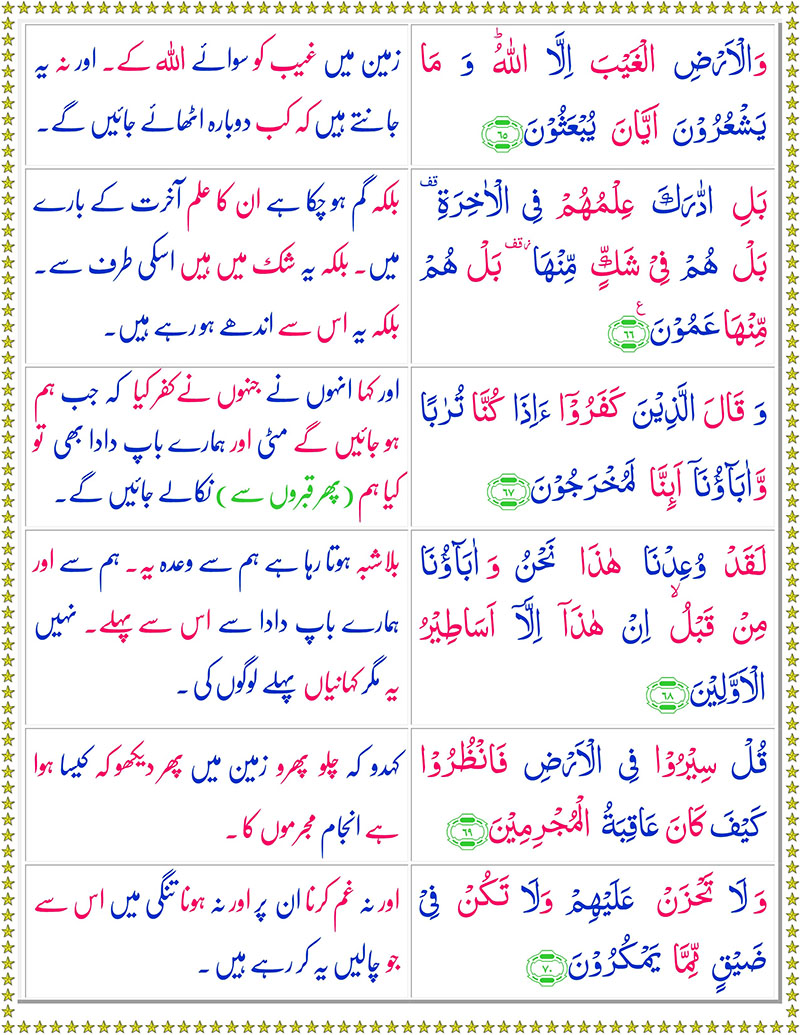 وَالْاَرْضِ الْغَيْبَ اِلَّا اللّٰهُ ؕ وَ مَا
يَشْعُرُوْنَ اَيَّانَ يُبْعَثُوْنَ ﴿٦٥﴾
زمین میں غیب کو سوائے اللہ کے۔ اور نہ یہ
جانتے ہیں کہ کب دوبارہ اٹھائے جائیں گے۔
بَلِ ادّٰرَكَ عِلْمُهُمْ فِى الْاٰخِرَةِ ۫
بَلْ هُمْ فِىْ شَكٍّ مِّنْهَا ۫ بَلْ هُمْ
مِّنْهَا عَمُوْنَ ﴿٦٦﴾ ع
بلکہ گم ہو چکا ہے ان کا علم آخرت کے بارے
میں۔ بلکہ یہ شک میں ہیں اسکی طرف سے۔
بلکہ یہ اس سے اندھے ہو رہے ہیں۔
وَ قَالَ الَّذِيْنَ كَفَرُوْۤا ءَاِذَا كُنَّا تُرٰبًا
وَّاٰبَآؤُنَاۤ اَٮِٕنَّا لَمُخْرَجُوْنَ ﴿٦٧﴾
اور کہا انہوں نے جنہوں نے کفر کیا کہ جب ہم
ہو جائیں گے مٹی اور ہمارے باپ دادا بھی تو
کیا ہم (پھر قبروں سے) نکالے جائیں گے۔
لَقَدْ وُعِدْنَا هٰذَا نَحْنُ وَ اٰبَآؤُنَا
مِنْ قَبْلُ ۙ اِنْ هٰذَاۤ اِلَّاۤ اَسَاطِيْرُ
الْاَوَّلِيْنَ ﴿٦٨﴾
بلاشبہ ہوتا رہا ہے ہم سے وعدہ یہ۔ ہم سے اور
ہمارے باپ دادا سے اس سے پہلے۔ نہیں
یہ مگر کہانیاں پہلے لوگوں کی۔
قُلْ سِيْرُوْا فِى الْاَرْضِ فَانْظُرُوْا
كَيْفَ كَانَ عَاقِبَةُ الْمُجْرِمِيْنَ ﴿٦٩﴾
کہدو کہ چلو پھرو زمین میں پھر دیکھو کہ کیسا ہوا
ہے انجام مجرموں کا۔
وَ لَا تَحْزَنْ عَلَيْهِمْ وَلَا تَكُنْ فِىْ
ضَيْقٍ مِّمَّا يَمْكُرُوْنَ ﴿٧٠﴾
اور نہ غم کرنا ان پر اور نہ ہونا تنگی میں اس سے
جو چالیں یہ کر رہے ہیں۔